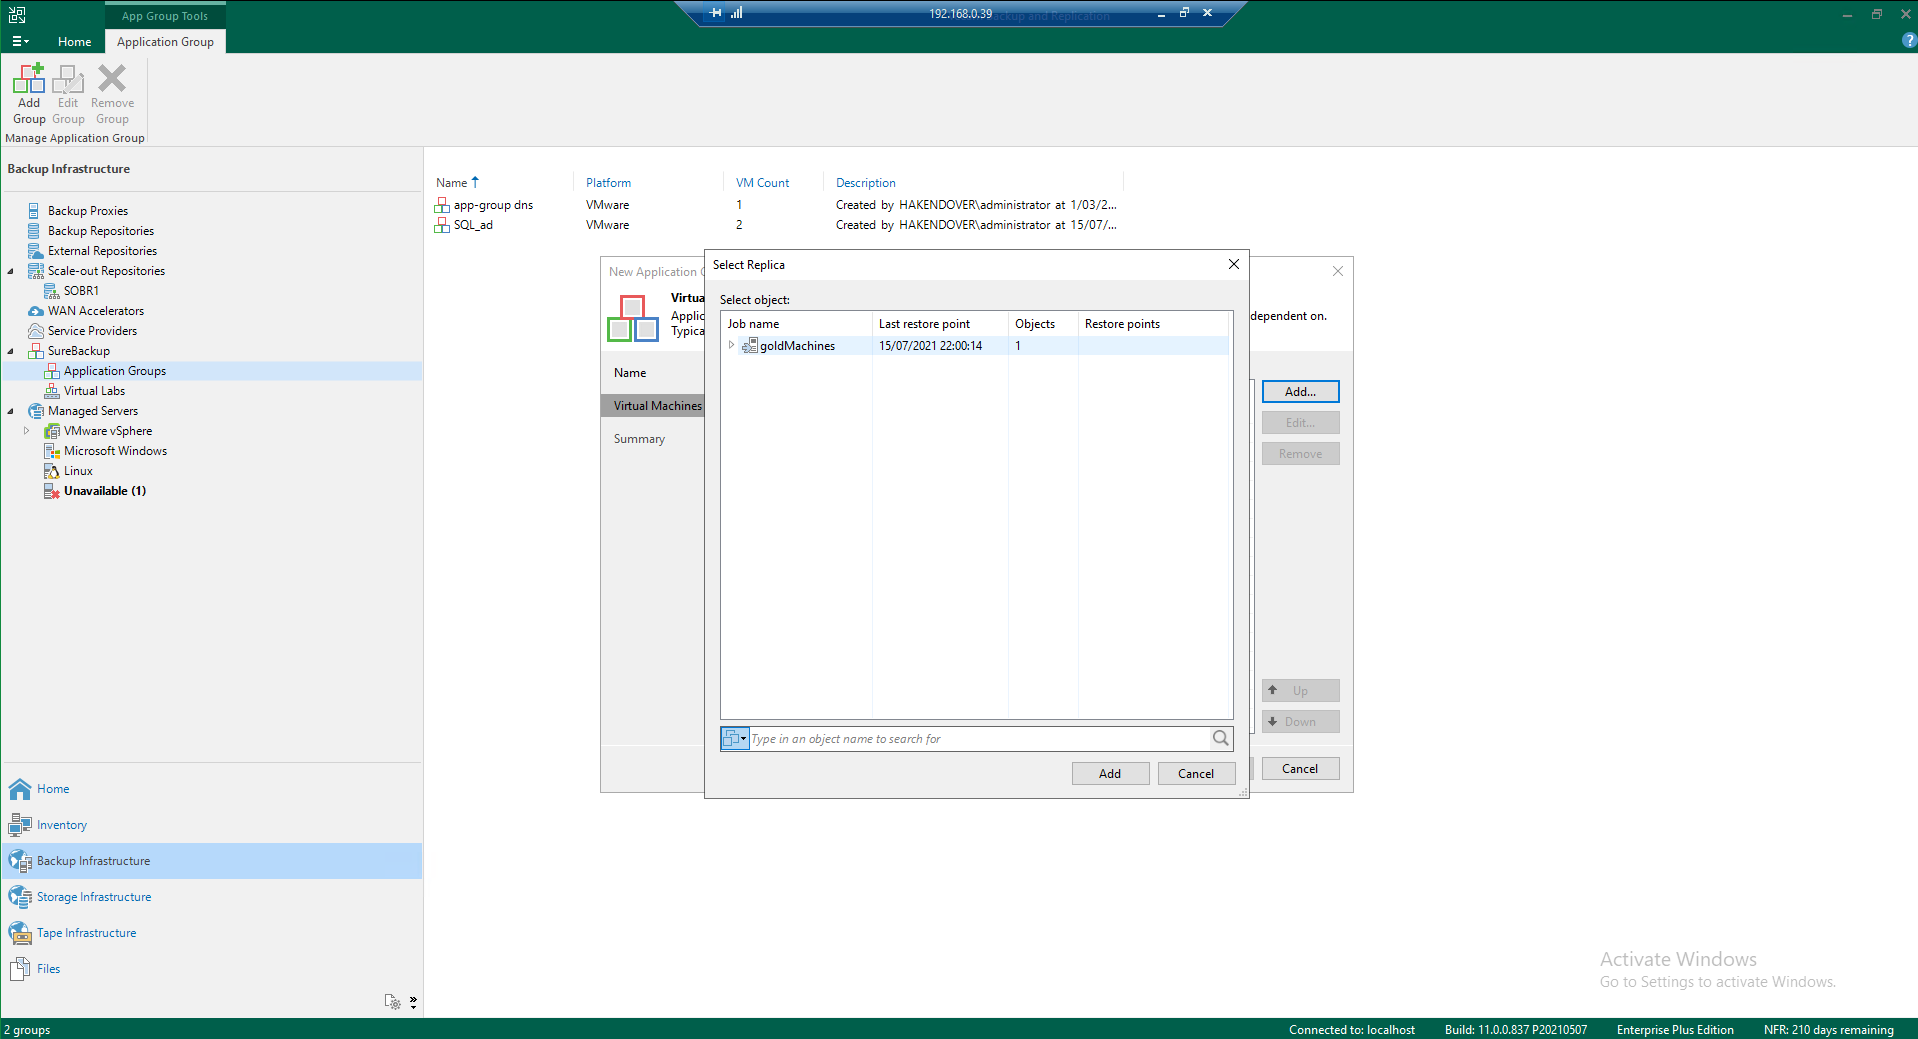 App Group Tools
192.168.0.39
ackup and Replication
Home
Application Group
Add Group
Edit Group
Remove Group
Manage Application Group
Backup Infrastructure
Backup Proxies
Backup Repositories
External Repositories
Scale-out Repositories
SOBR1
WAN Accelerators
Service Providers
SureBackup
Application Groups
Virtual Labs
Managed Servers
VMware vSphere
Microsoft Windows
Linux
Unavailable (1)
Home
Inventory
Backup Infrastructure
Storage Infrastructure
Tape Infrastructure
Files
Name Platform VM Count Description
app-group dns VMware 1 Created by HAKENDOVER\administrator at 1/03/2...
SQL_ad VMware 2 Created by HAKENDOVER\administrator at 15/07/...
New Application G
Virtua
Applic
Typica
dependent on.
Name
Virtual Machines
Summary
Add...
Edit...
Remove
Up
Down
Cancel
Select Replica
Select object:
Job name Last restore point Objects Restore points
goldMachines 15/07/2021 22:00:14 1
Type in an object name to search for
Add Cancel
Activate Windows
Go to Settings to activate Windows.
2 groups
Connected to: localhost Build: 11.0.0.837 P20210507 Enterprise Plus Edition NFR: 210 days remaining